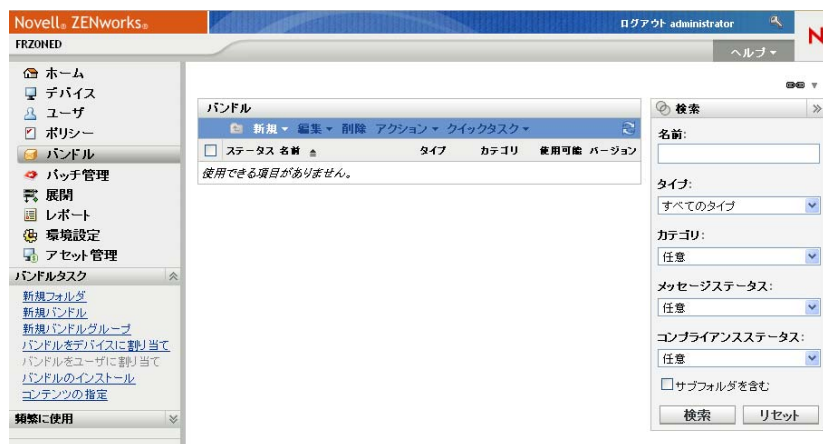 Novell® ZENworks®
ログアウト administrator
N
FRZONED
ヘルプ
ホーム
デバイス
ユーザ
ポリシー
バンドル
パッチ管理
展開
レポート
環境設定
アセット管理
バンドルタスク
新規フォルダ
新規バンドル
新規バンドルグループ
バンドルをデバイスに割り当て
バンドルをユーザに割り当て
バンドルのインストール
コンテンツの指定
頻繁に使用
バンドル
新規 編集 削除 アクション クイックタスク
ステータス 名前 タイプ カテゴリ 使用可能 バージョン
使用できる項目がありません。
検索
名前:
タイプ:
すべてのタイプ
カテゴリ:
任意
メッセージステータス:
任意
コンプライアンスステータス:
任意
サブフォルダを含む
検索 リセット